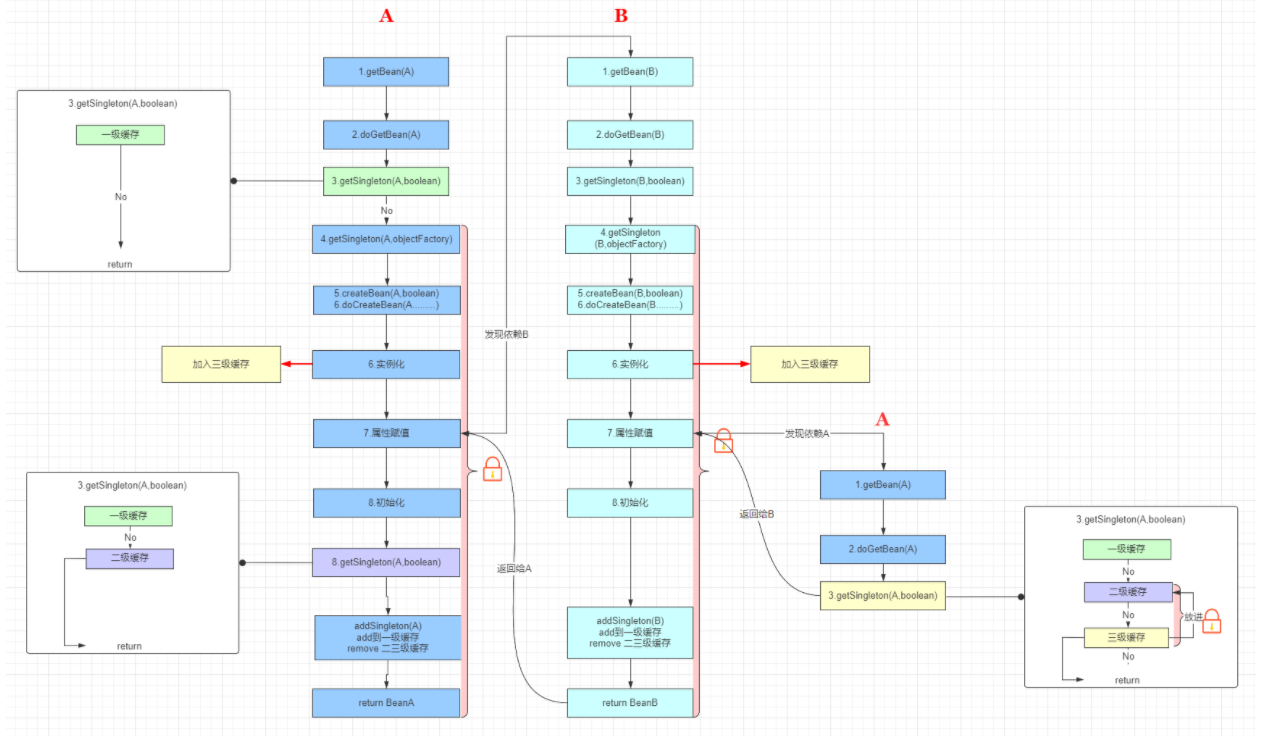 A
B
1.getBean(A)
1.getBean(B)
3.getSingleton(A,boolean)
一级缓存
No
return
2.doGetBean(A)
2.doGetBean(B)
3.getSingleton(A,boolean)
3.getSingleton(B,boolean)
No
4.getSingleton(A,objectFactory)
4.getSingleton
(B,objectFactory)
5.createBean(A,boolean)
6.doCreateBean(A........)
5.createBean(B,boolean)
6.doCreateBean(B........)
发现依赖B
加入三级缓存
6.实例化
6.实例化
加入三级缓存
7.属性赋值
7.属性赋值
发现依赖A
A
1.getBean(A)
3.getSingleton(A,boolean)
一级缓存
No
二级缓存
return
8.初始化
8.初始化
返回给B
2.doGetBean(A)
8.getSingleton(A,boolean)
返回给A
3.getSingleton(A,boolean)
3.getSingleton(A,boolean)
一级缓存
No
二级缓存
No
放进
三级缓存
No
return
addSingleton(A)
add到一级缓存
remove 二三级缓存
addSingleton(B)
add到一级缓存
remove 二三级缓存
return BeanA
return BeanB